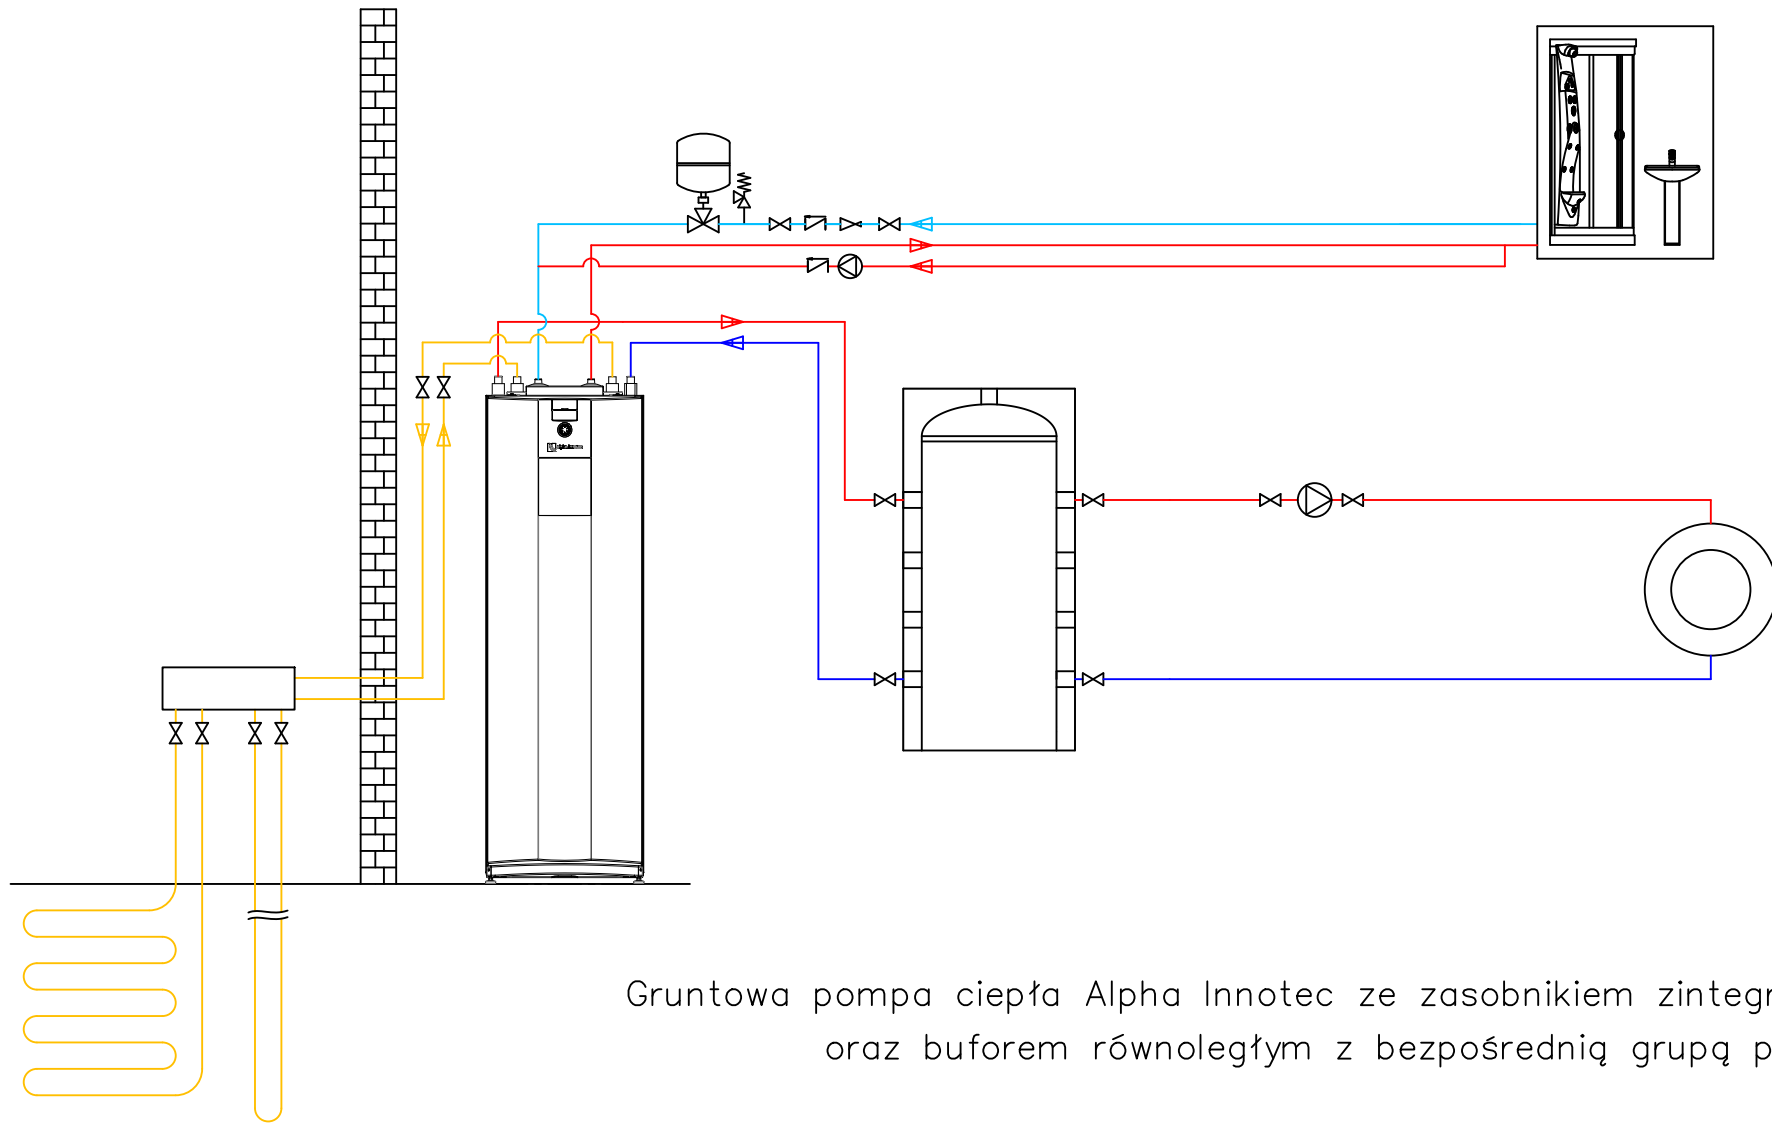 Gruntowa pompa ciepła Alpha Innotec ze zasobnikiem
oraz buforem równoległym z bezpośrednią grupą